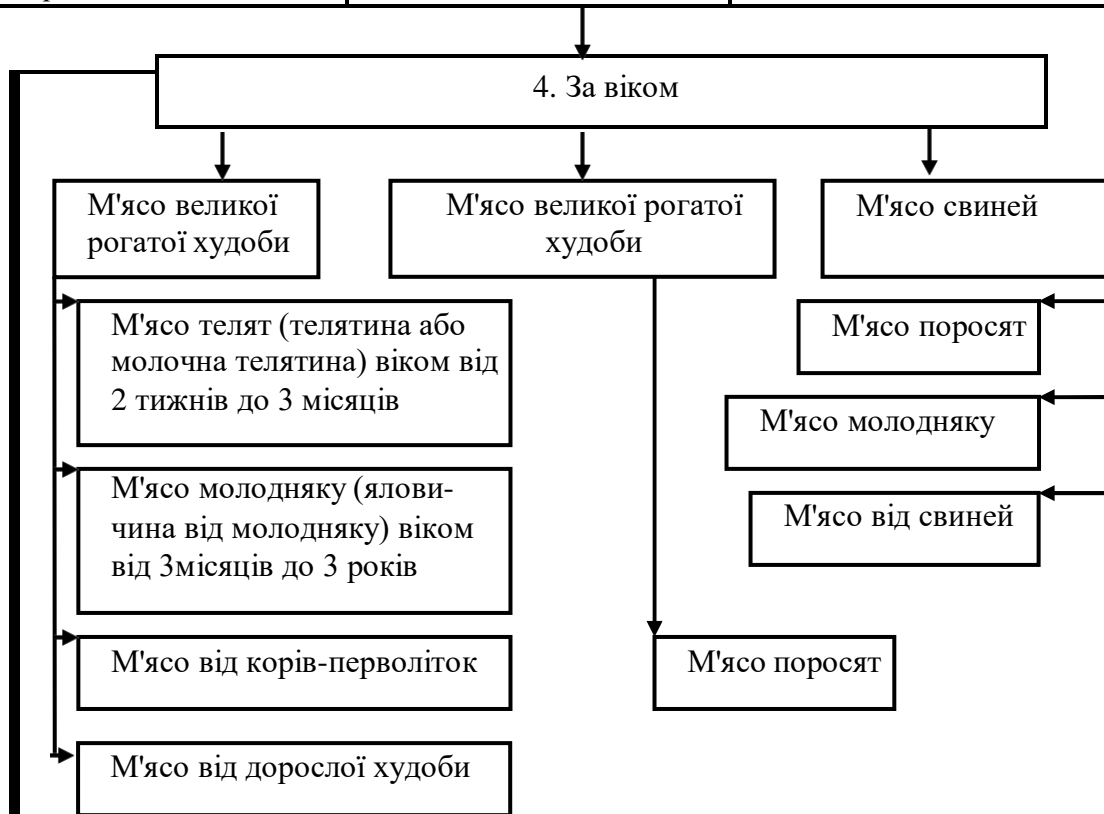 4. За віком
М'ясо великої
рогатої худоби
М'ясо великої рогатої
худоби
М'ясо свиней
М'ясо телят (телятина або
молочна телятина) віком від
2 тижнів до 3 місяців
М'ясо поросят
М'ясо молодняку
М'ясо молодняку (ялови-
чина від молодняку) віком
від 3місяців до 3 років
М'ясо від свиней
М'ясо від корів-перволіток
М'ясо поросят
М'ясо від дорослої худоби